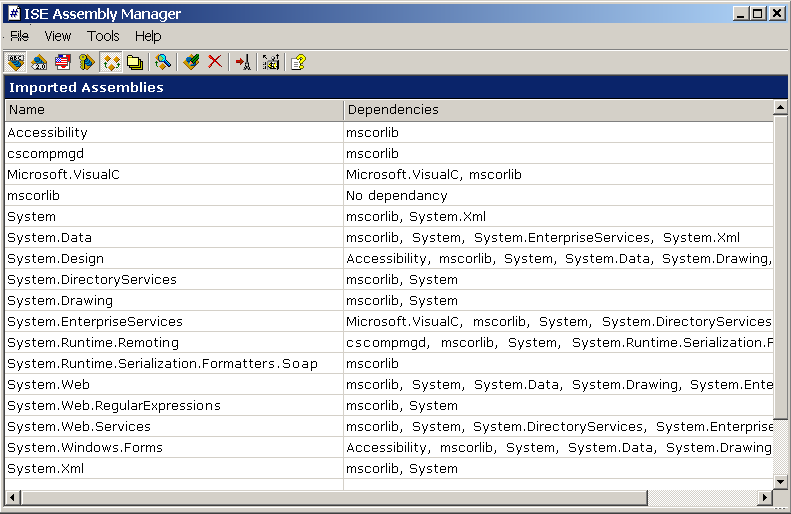 ISE Assembly Manager
File View Tools Help
Imported Assemblies
Name Dependencies
Accessibility mscorlib
cscompmgd mscorlib
Microsoft.VisualC Microsoft.VisualC, mscorlib
mscorlib No dependancy
System mscorlib, System.Xml
System.Data mscorlib, System, System.EnterpriseServices, System.Xml
System.Design Accessibility, mscorlib, System, System.Data, System.Drawing,
System.DirectoryServices mscorlib, System
System.Drawing mscorlib, System
System.EnterpriseServices Microsoft.VisualC, mscorlib, System, System.DirectoryServices
System.Runtime.Remoting cscompmgd, mscorlib, System, System.Runtime.Serialization.F
System.Runtime.Serialization.Formatters.Soap mscorlib
System.Web mscorlib, System, System.Data, System.Drawing, System.Ente
System.Web.RegularExpressions mscorlib, System
System.Web.Services mscorlib, System, System.DirectoryServices, System.Enterprise
System.Windows.Forms Accessibility, mscorlib, System, System.Data, System.Drawing
System.Xml mscorlib, System